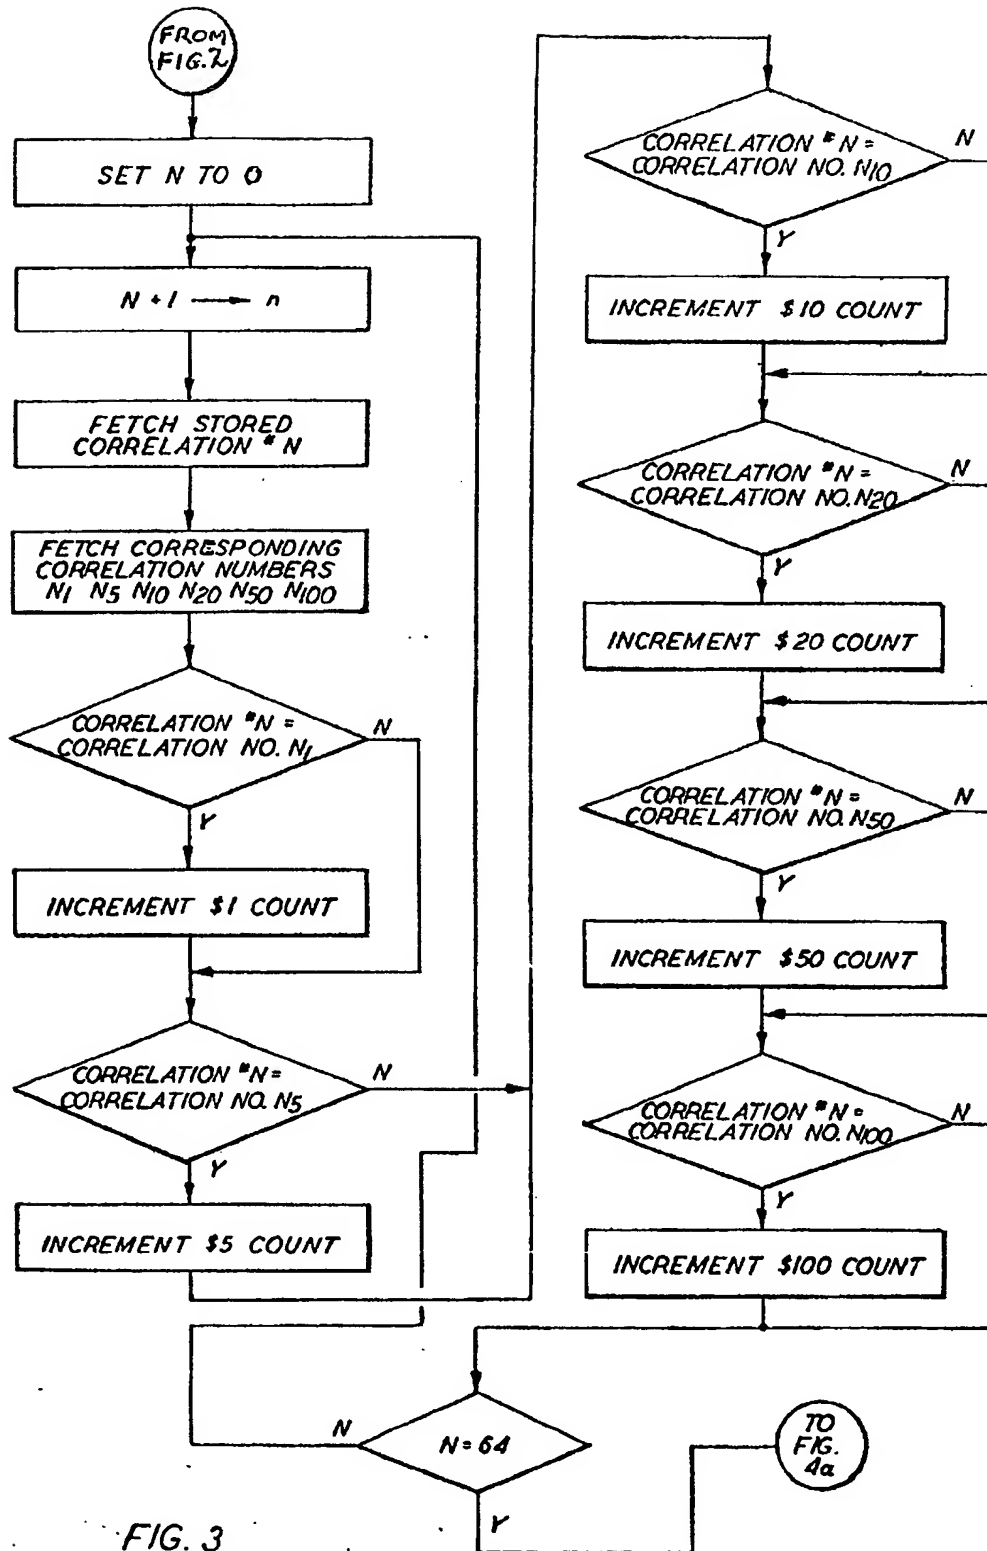 FROM
FIG. 2
SET N TO 0
N + 1 → n
FETCH STORED
CORRELATION # N
FETCH CORRESPONDING
CORRELATION NUMBERS
N1 N5 N10 N20 N50 N100
CORRELATION #N =
CORRELATION NO. N1
N
Y
INCREMENT $1 COUNT
CORRELATION #N =
CORRELATION NO. N5
N
Y
INCREMENT $5 COUNT
CORRELATION #N =
CORRELATION NO. N10
N
Y
INCREMENT $10 COUNT
CORRELATION #N =
CORRELATION NO. N20
N
Y
INCREMENT $20 COUNT
CORRELATION #N =
CORRELATION NO. N50
N
Y
INCREMENT $50 COUNT
CORRELATION #N =
CORRELATION NO. N100
N
Y
INCREMENT $100 COUNT
N = 64
N
Y
TO
FIG.
4a
FIG. 3